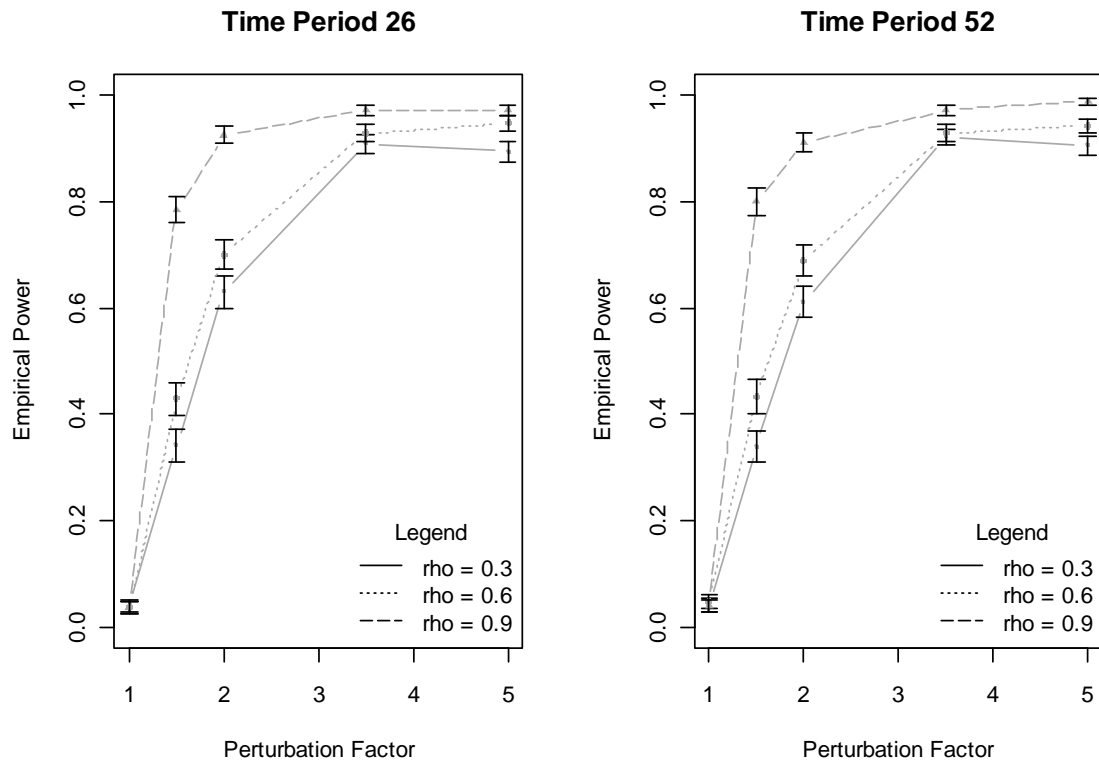 Time Period 26
Empirical Power
1.0
0.8
0.6
0.4
0.2
0.0
Legend
rho = 0.3
rho = 0.6
rho = 0.9
1 2 3 4 5
Perturbation Factor
Time Period 52
Empirical Power
1.0
0.8
0.6
0.4
0.2
0.0
Legend
rho = 0.3
rho = 0.6
rho = 0.9
1 2 3 4 5
Perturbation Factor